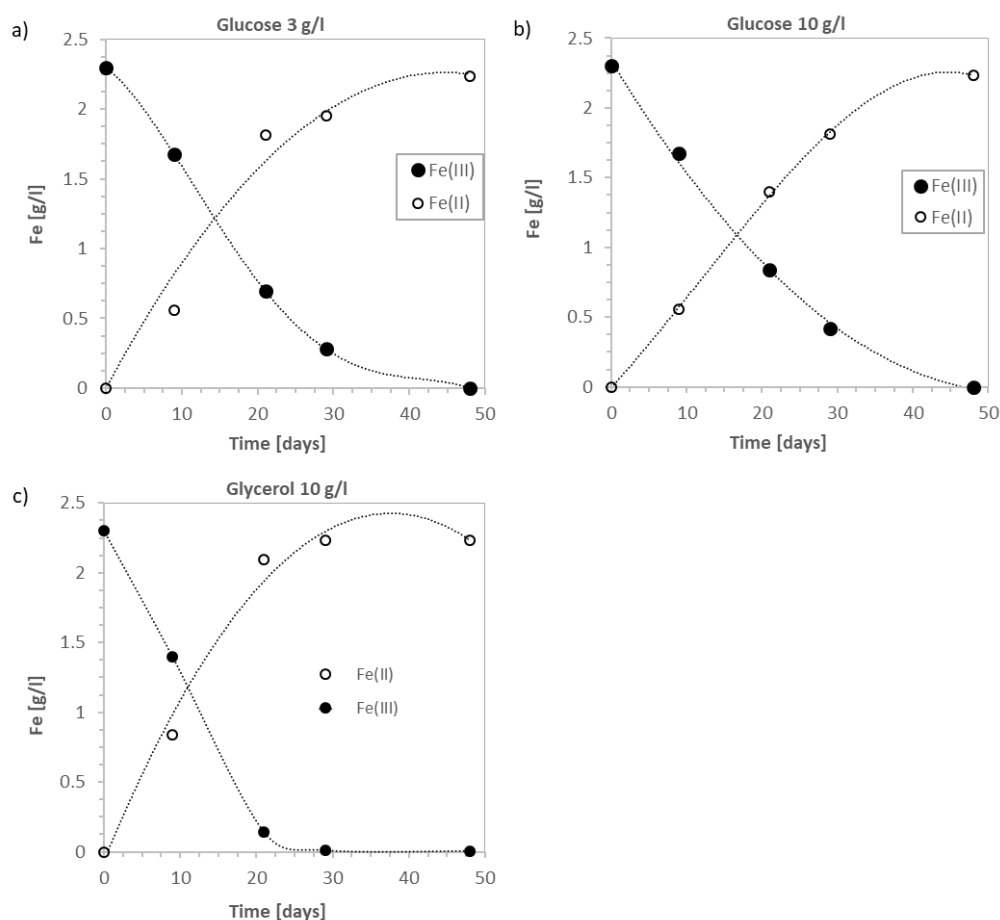 a)
Glucose 3 g/l
2.5
2
1.5
1
0.5
0
Fe [g/l]
Fe(III)
Fe(II)
0 10 20 30 40 50
Time [days]
b)
Glucose 10 g/l
2.5
2
1.5
1
0.5
0
Fe [g/l]
Fe(III)
Fe(II)
0 10 20 30 40 50
Time [days]
c)
Glycerol 10 g/l
2.5
2
1.5
1
0.5
0
Fe [g/l]
Fe(II)
Fe(III)
0 10 20 30 40 50
Time [days]